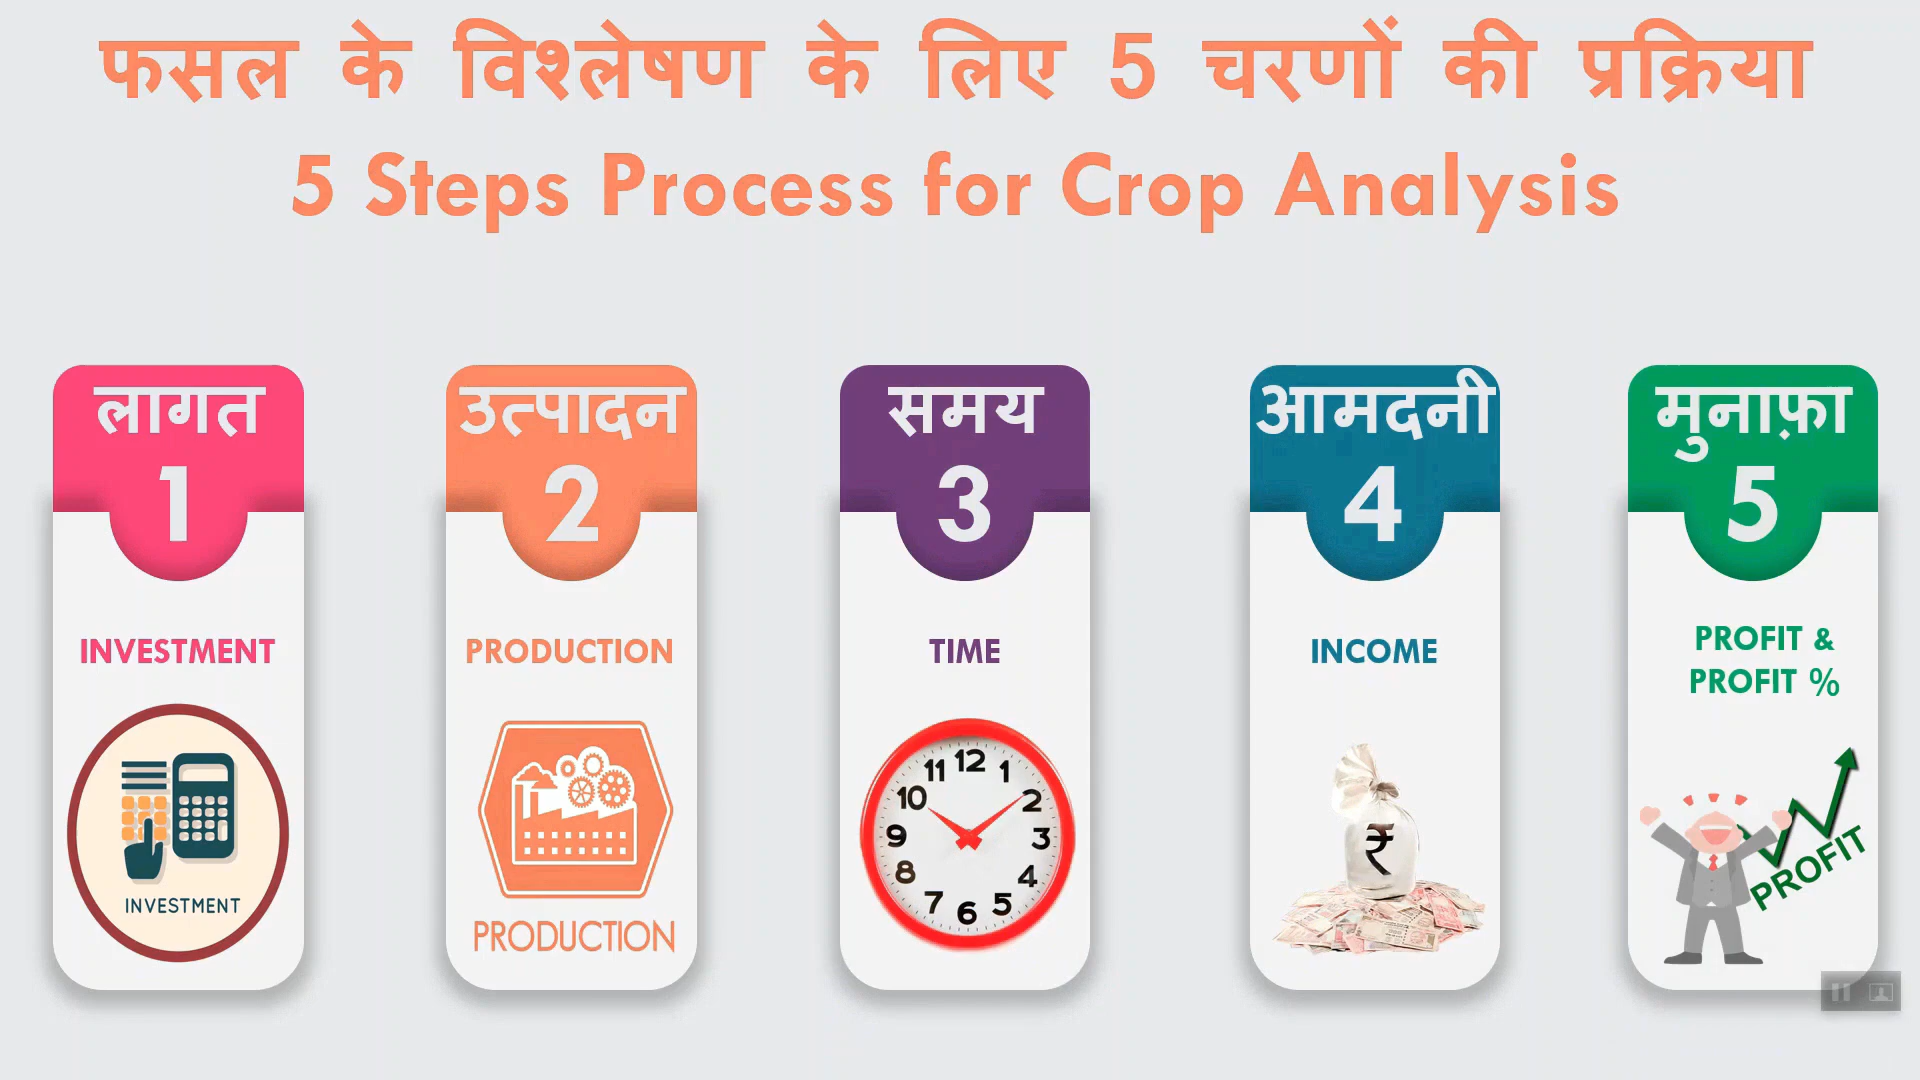 फसल के विश्लेषण के लिए 5 चरणों की प्रक्रिया
5 Steps Process for Crop Analysis
लागत
1
INVESTMENT
INVESTMENT
उत्पादन
2
PRODUCTION
PRODUCTION
समय
3
TIME
12
1
2
3
4
5
6
7
8
9
10
11
आमदनी
4
INCOME
₹
मुनाफ़ा
5
PROFIT &
PROFIT %
PROFIT